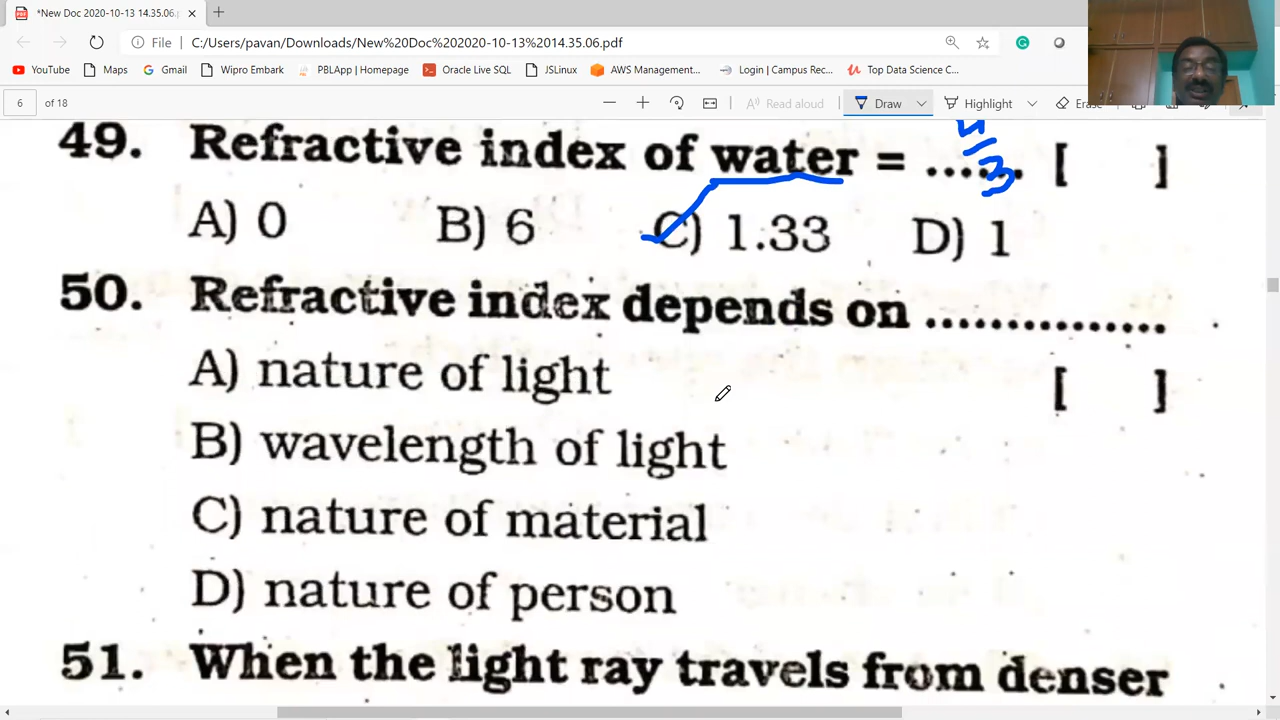 *New Doc 2020-10-13 14.35.06.
File C:/Users/pavan/Downloads/New%20Doc%202020-10-13%2014.35.06.pdf
YouTube Maps Gmail Wipro Embark PBLApp | Homepage Oracle Live SQL JSLinux AWS Management... Login | Campus Rec... Top Data Science C...
6 of 18 Read aloud Draw Highlight Erase
49. Refractive index of water = ...... [ ]
4
3
A) 0 B) 6 C) 1.33 D) 1
50. Refractive index depends on ...............
A) nature of light [ ]
B) wavelength of light
C) nature of material
D) nature of person
51. When the light ray travels from denser